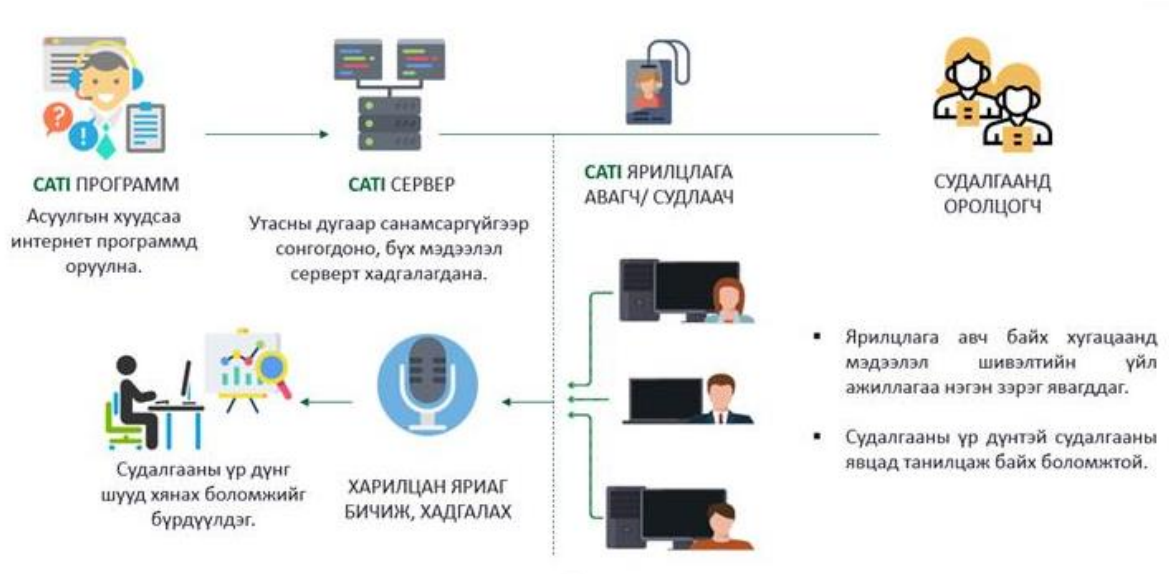 CATI ПРОГРАММ
Асуулгын хуудсаа
интернет программд
оруулна.
CATI СЕРВЕР
Утасны дугаар санамсаргүйгээр
сонгогдоно, бүх мэдээлэл
серверт хадгалагдана.
CATI ЯРИЛЦЛАГА
АВАГЧ/ СУДЛААЧ
СУДАЛГААНД
ОРОЛЦОГЧ
▪ Ярилцлага авч байх хугацаанд
мэдээлэл шивэлтийн үйл
ажиллагаа нэгэн зэрэг явагддаг.
▪ Судалгааны үр дүнтэй судалгааны
явцад танилцаж байх боломжтой.
ХАРИЛЦАН ЯРИАГ
БИЧИЖ, ХАДГАЛАХ
Судалгааны үр дүнг
шууд хянах боломжийг
бүрдүүлдэг.